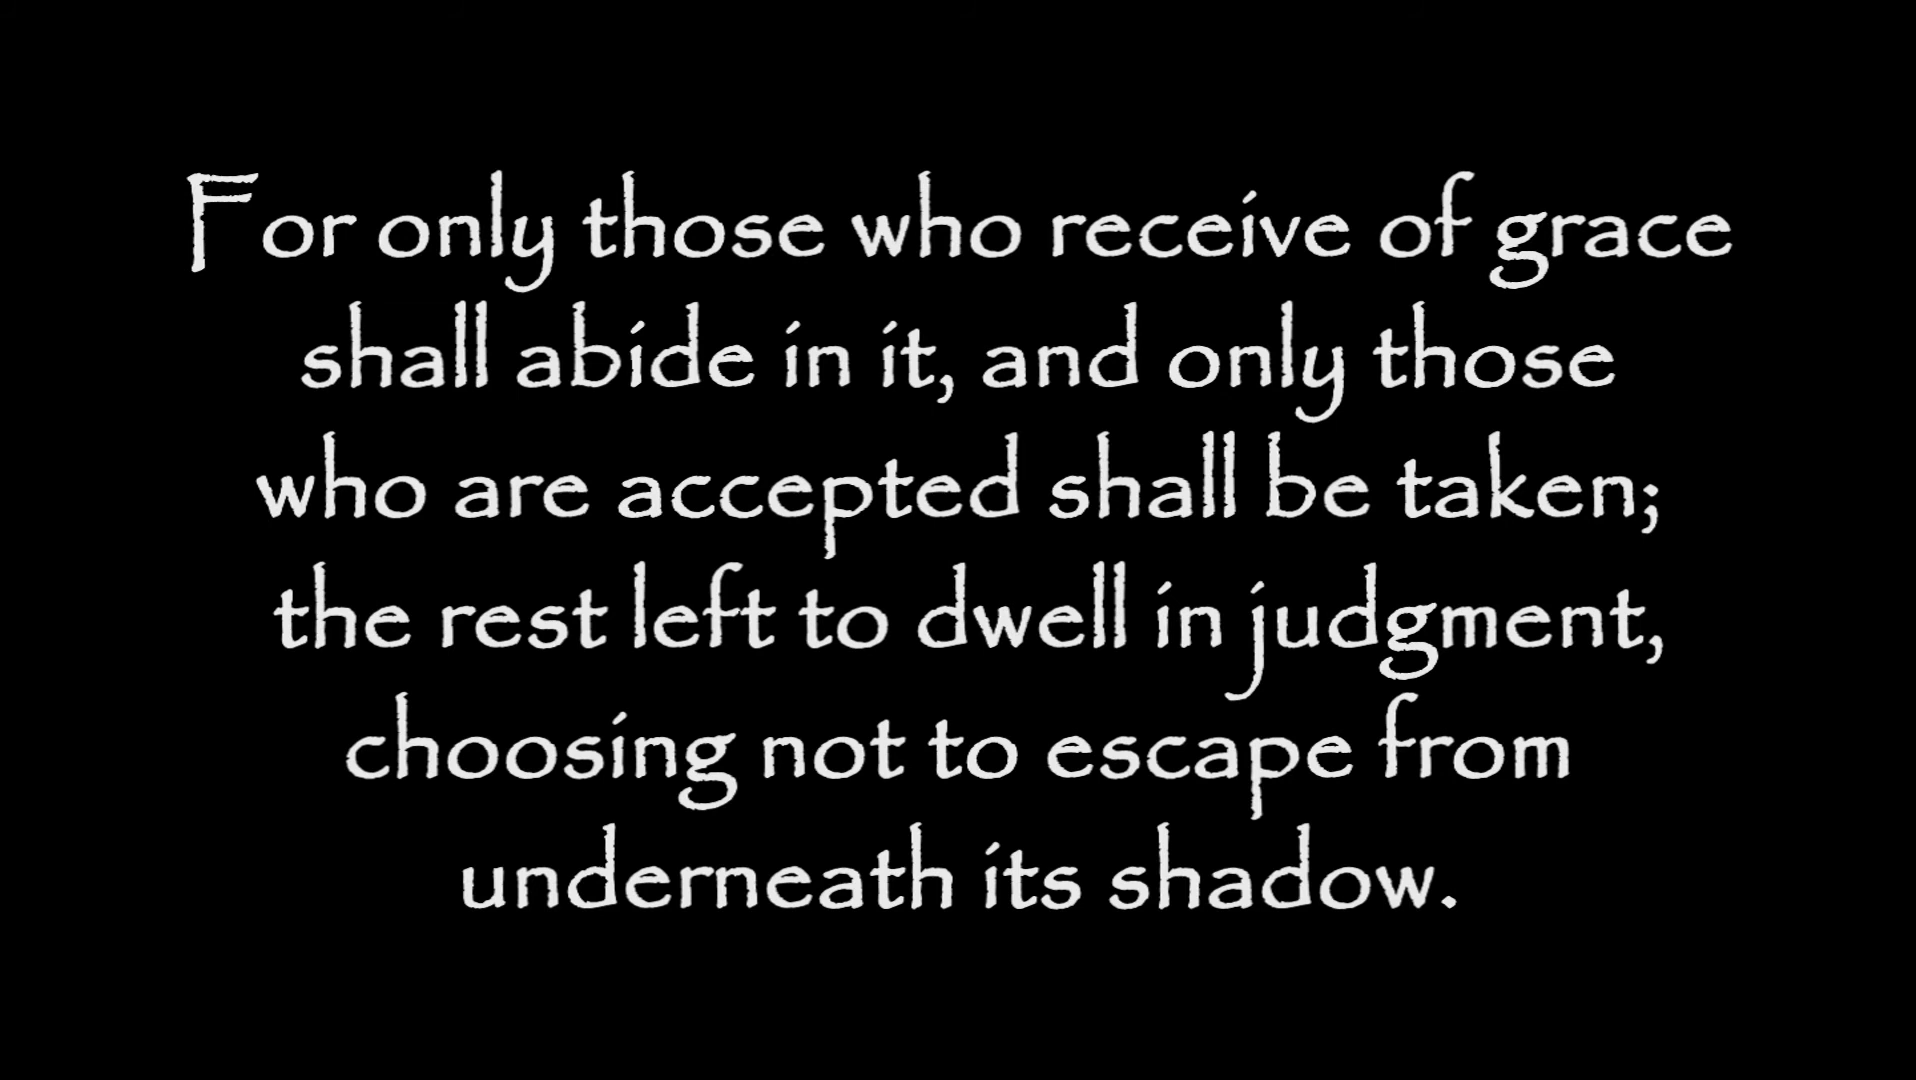 For only those who receive of grace
shall abide in it, and only those
who are accepted shall be taken;
the rest left to dwell in judgment,
choosing not to escape from
underneath its shadow.